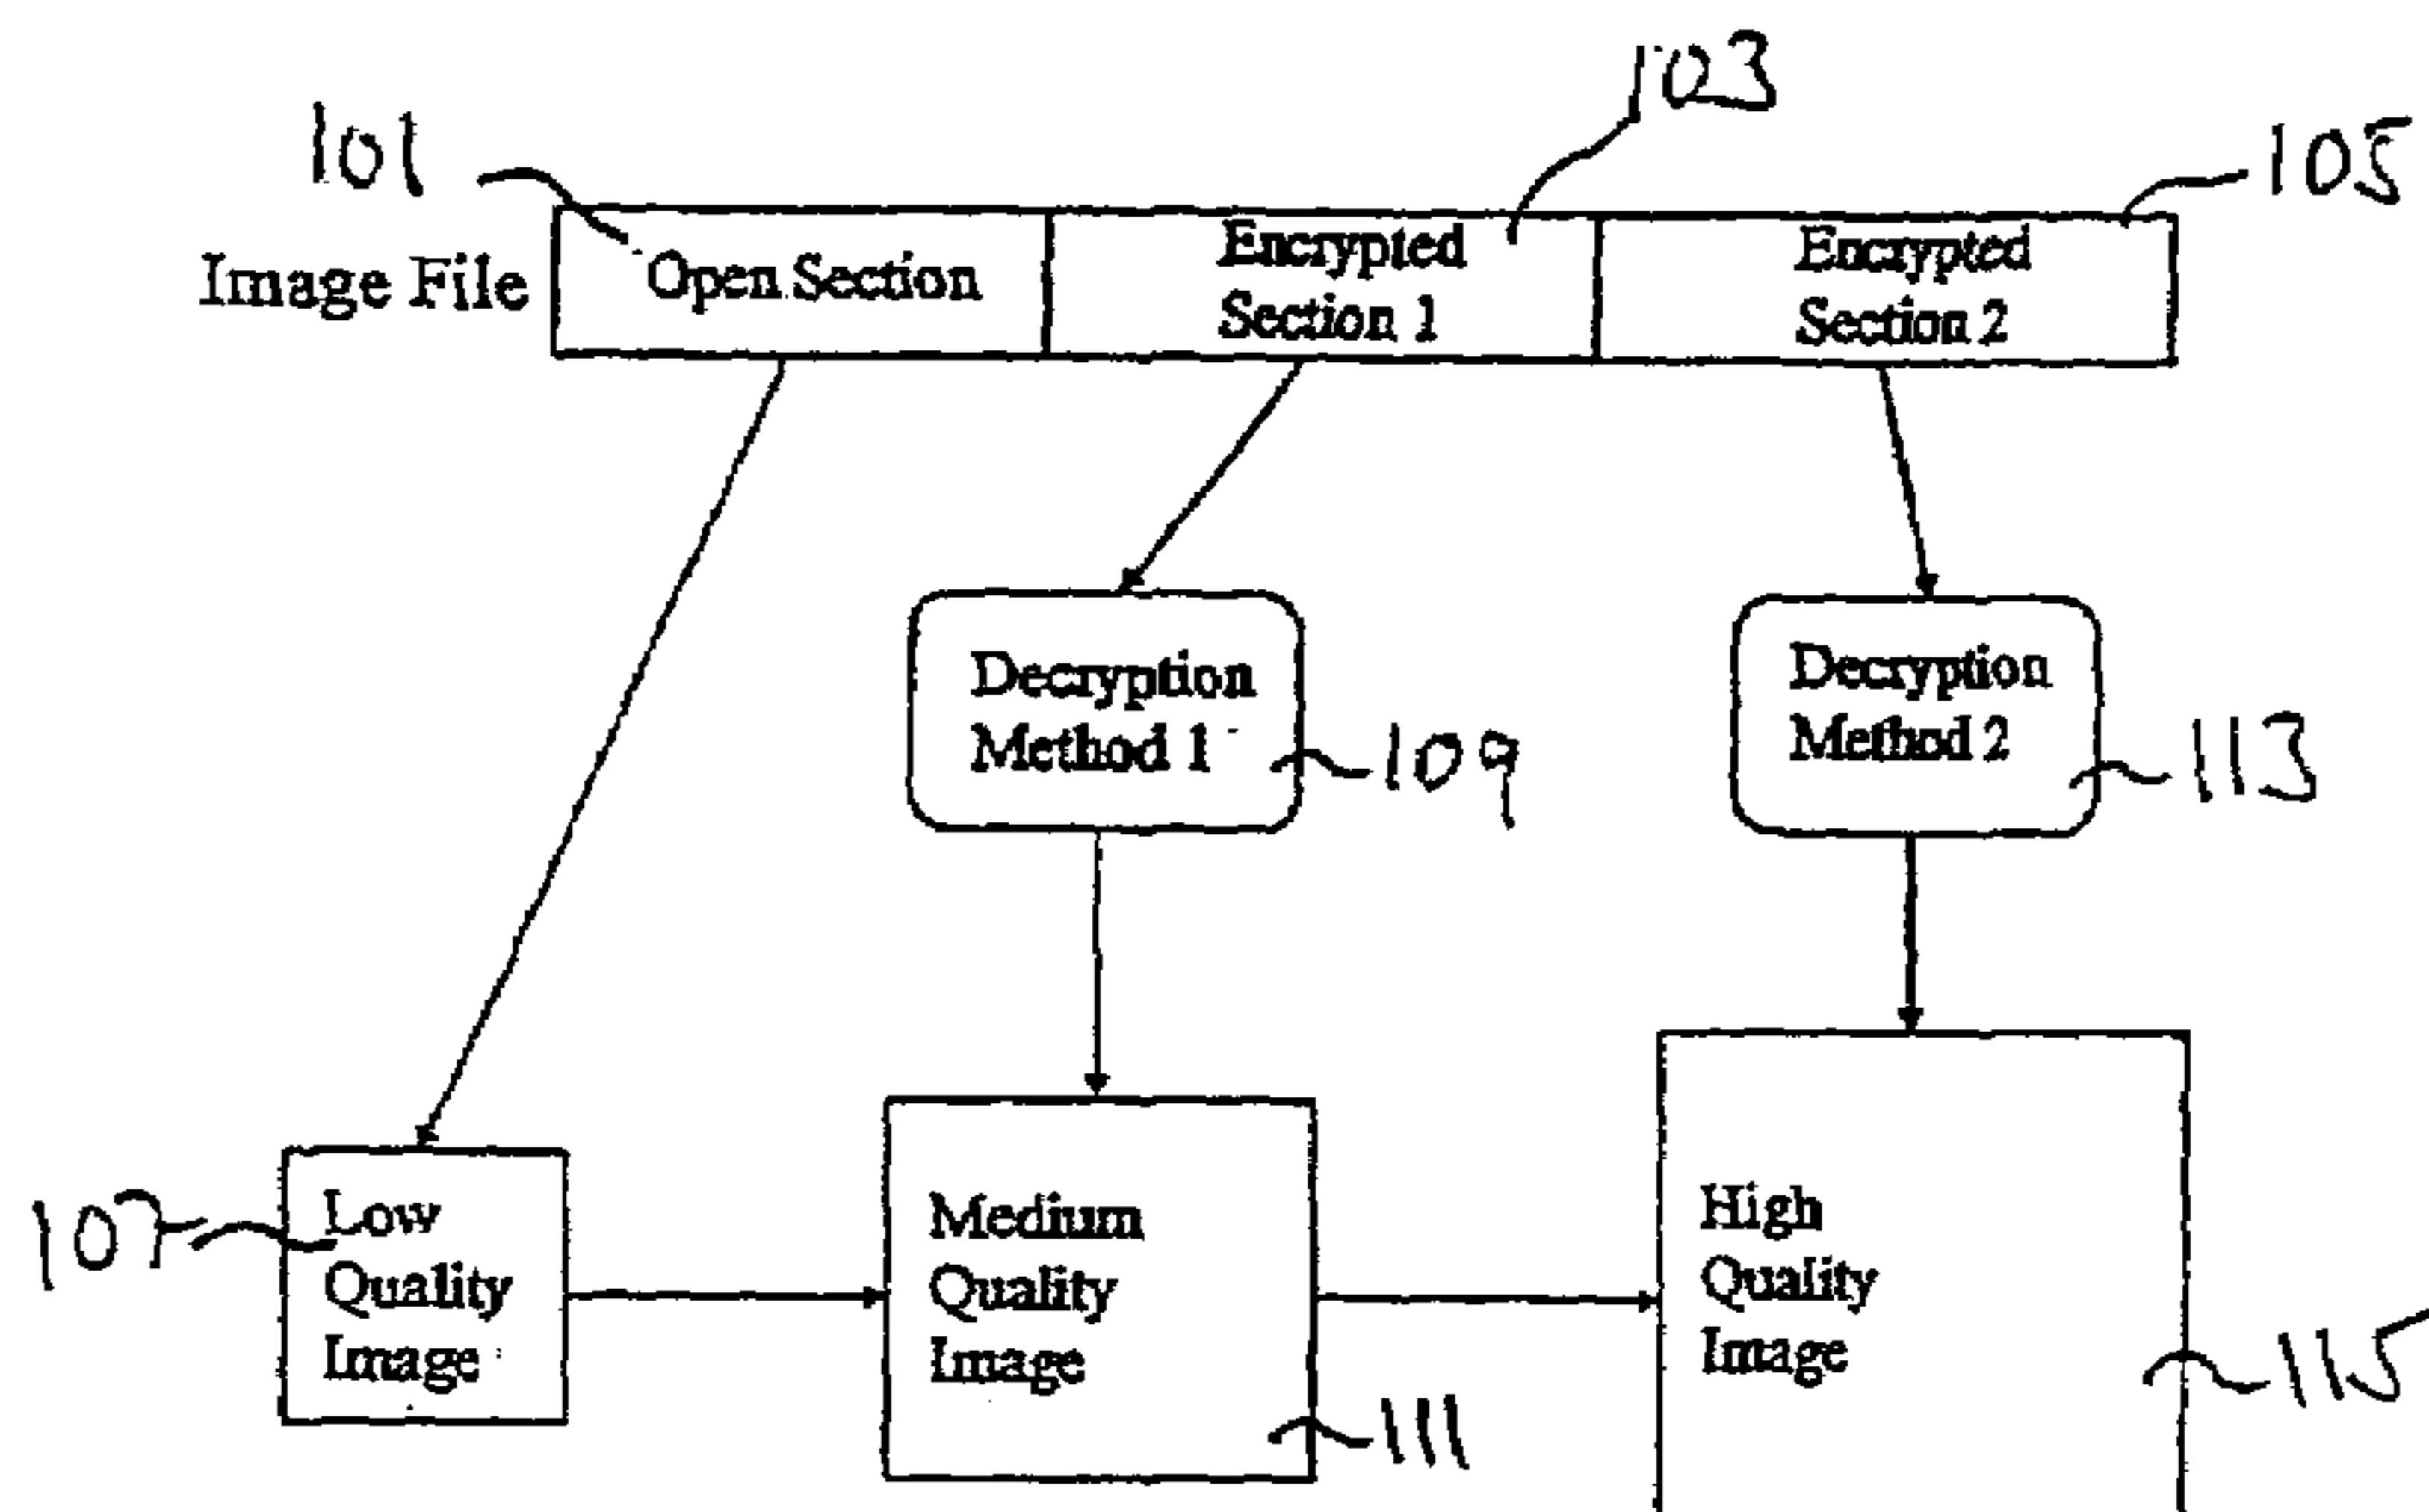 103
101
105
Image File
Open Section
Encrypted
Section 1
Encrypted
Section 2
Decryption
Method 1
109
Decryption
Method 2
113
107
Low
Quality
Image
Medium
Quality
Image
111
High
Quality
Image
115